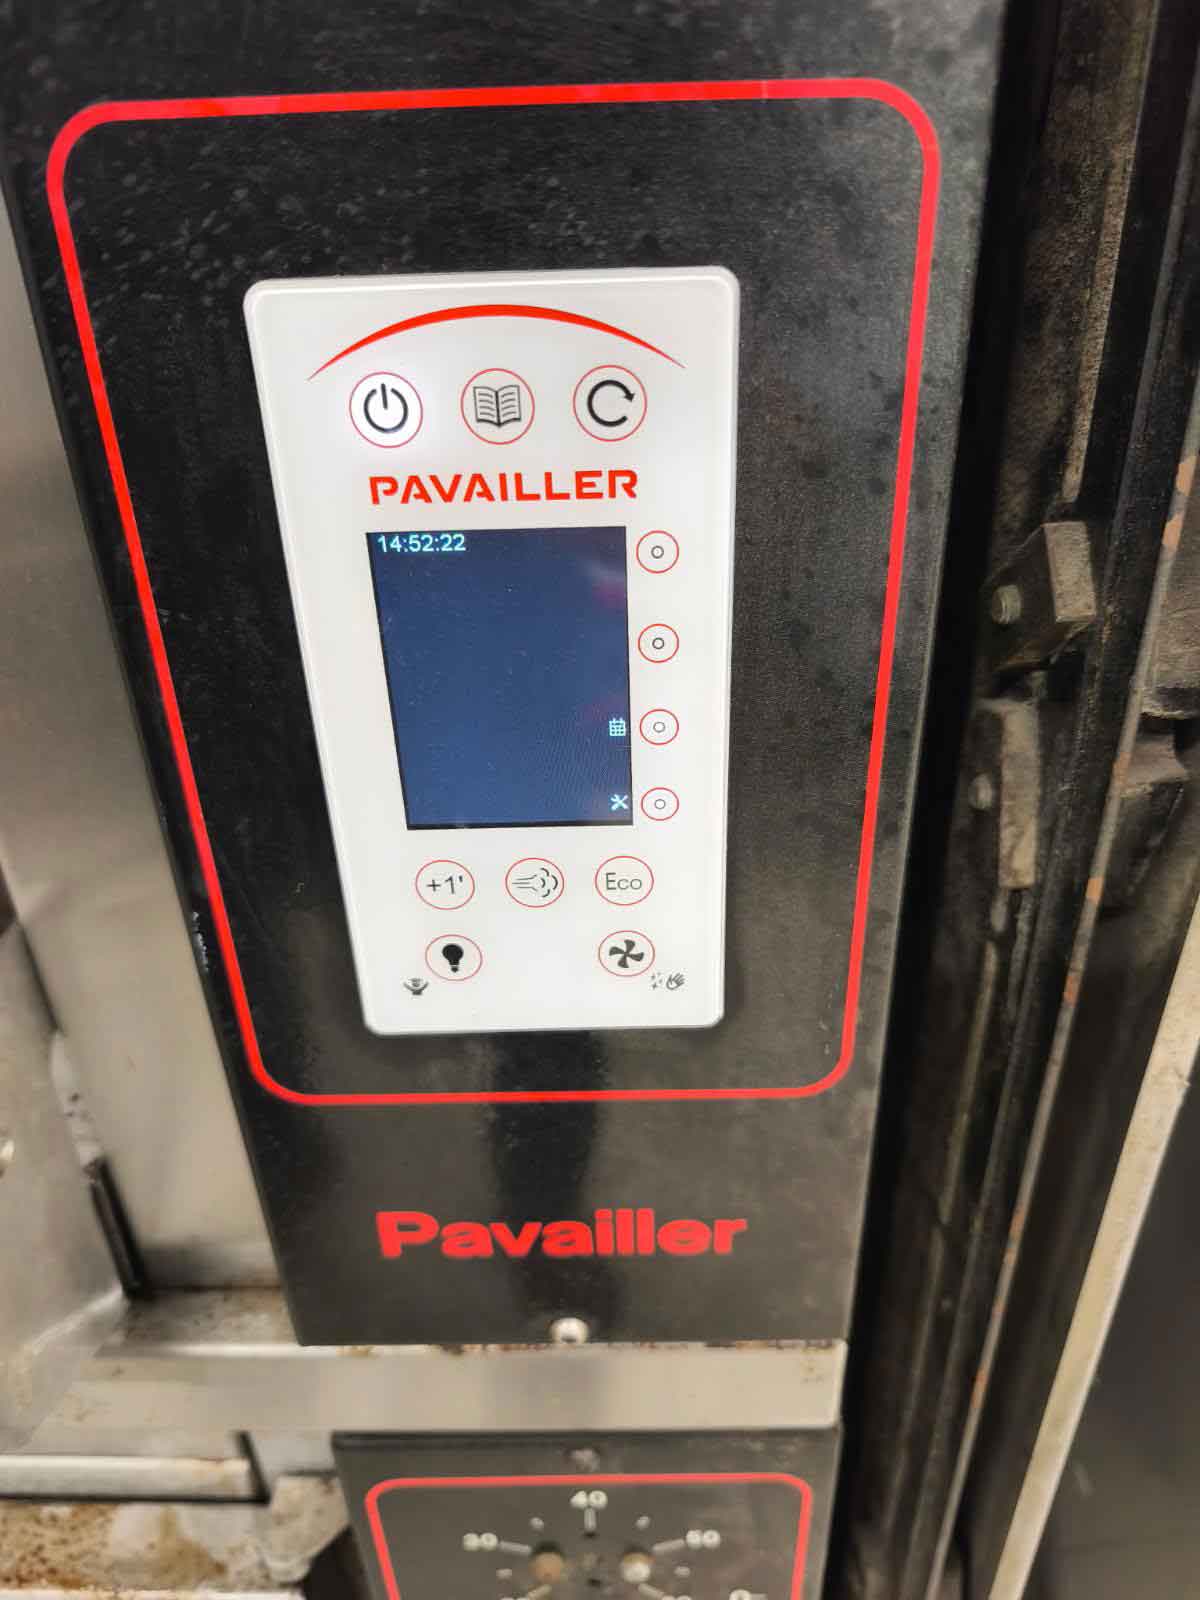 PAVAILLER
14:52:22
+1'
Eco
Pavailler
40
30 50